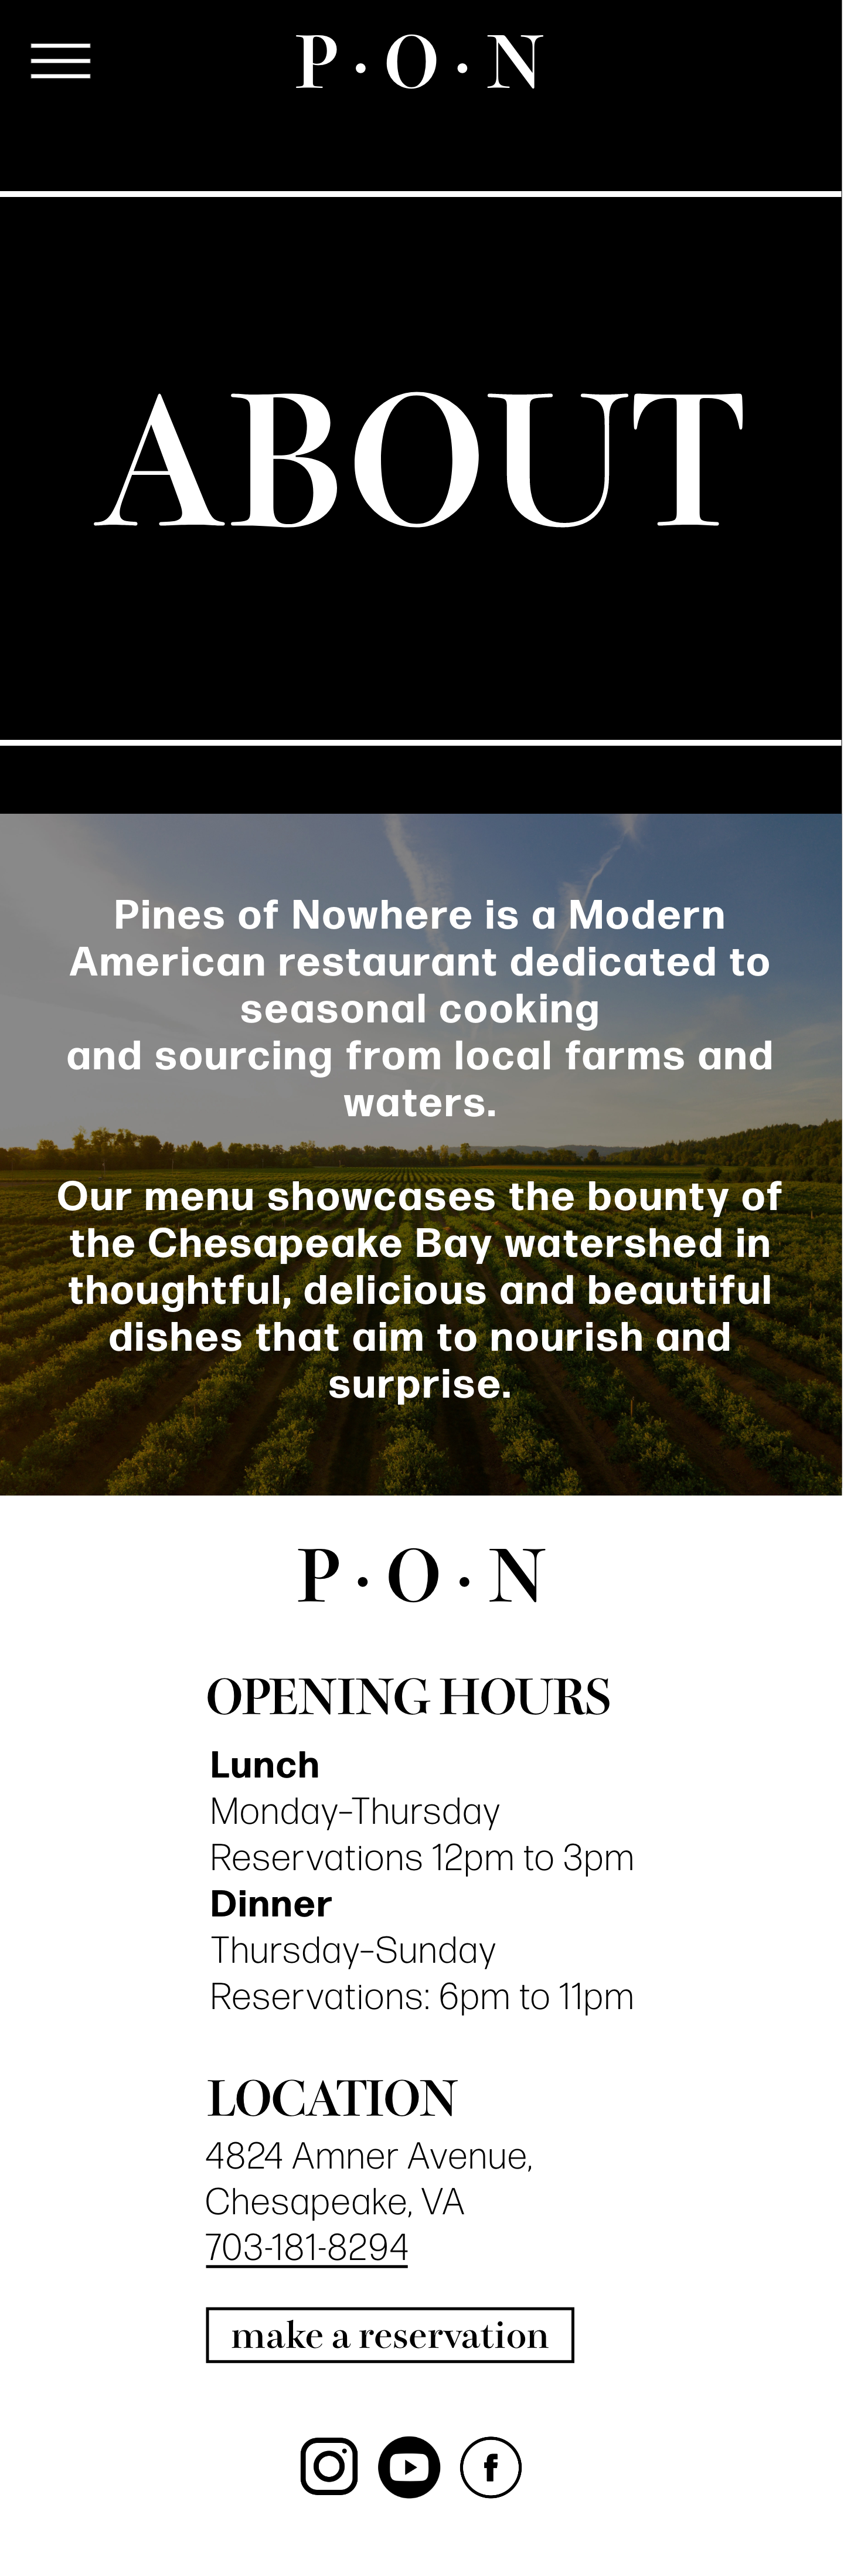 P·O·N
ABOUT
Pines of Nowhere is a Modern
American restaurant dedicated to
seasonal cooking
and sourcing from local farms and
waters.
Our menu showcases the bounty of
the Chesapeake Bay watershed in
thoughtful, delicious and beautiful
dishes that aim to nourish and
surprise.
P·O·N
OPENING HOURS
Lunch
Monday–Thursday
Reservations 12pm to 3pm
Dinner
Thursday–Sunday
Reservations: 6pm to 11pm
LOCATION
4824 Amner Avenue,
Chesapeake, VA
703-181-8294
make a reservation